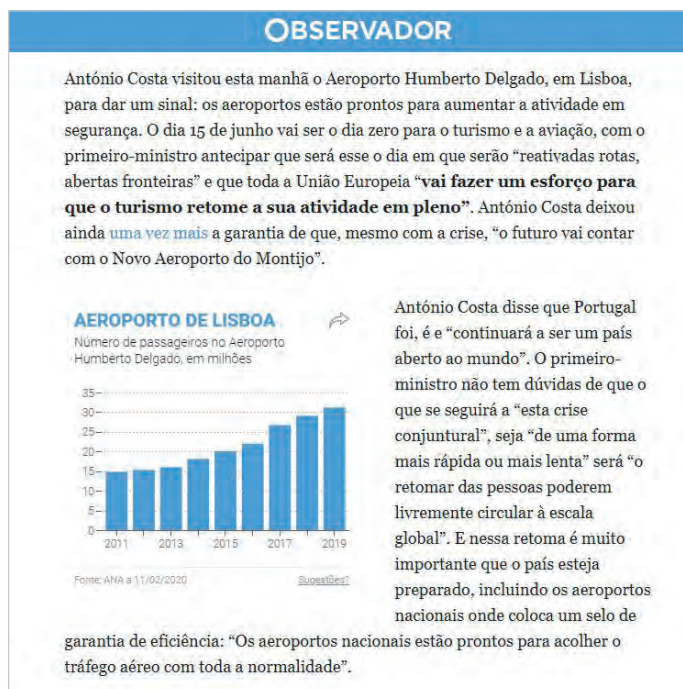 OBSERVADOR
António Costa visitou esta manhã o Aeroporto Humberto Delgado, em Lisboa,
para dar um sinal: os aeroportos estão prontos para aumentar a atividade em
segurança. O dia 15 de junho vai ser o dia zero para o turismo e a aviação, com o
primeiro-ministro antecipar que será esse o dia em que serão “reativadas rotas,
abertas fronteiras” e que toda a União Europeia “vai fazer um esforço para
que o turismo retome a sua atividade em pleno”. António Costa deixou
ainda uma vez mais a garantia de que, mesmo com a crise, “o futuro vai contar
com o Novo Aeroporto do Montijo”.
AEROPORTO DE LISBOA
Número de passageiros no Aeroporto
Humberto Delgado, em milhões
35
30
25
20
15
10
5
0
2011 2013 2015 2017 2019
Fonte: ANA a 11/02/2020 Sugestões?
António Costa disse que Portugal
foi, é e “continuará a ser um país
aberto ao mundo”. O primeiro-
ministro não tem dúvidas de que o
que se seguirá a “esta crise
conjuntural”, seja “de uma forma
mais rápida ou mais lenta” será “o
retomar das pessoas poderem
livremente circular à escala
global”. E nessa retoma é muito
importante que o país esteja
preparado, incluindo os aeroportos
nacionais onde coloca um selo de
garantia de eficiência: “Os aeroportos nacionais estão prontos para acolher o
tráfego aéreo com toda a normalidade”.